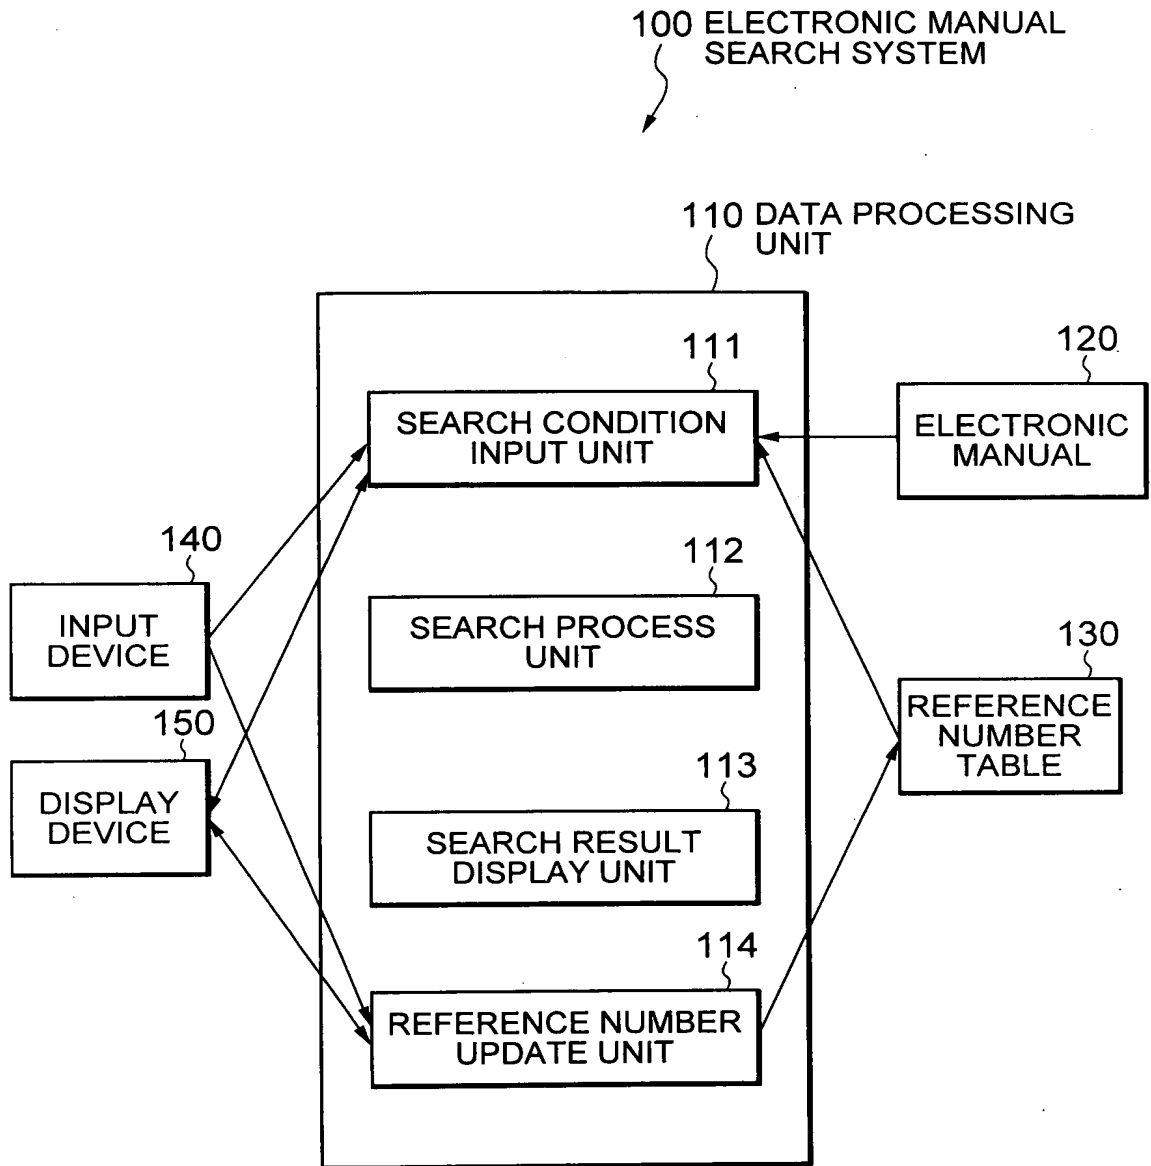 100 ELECTRONIC MANUAL
SEARCH SYSTEM
110 DATA PROCESSING
UNIT
111
SEARCH CONDITION
INPUT UNIT
120
ELECTRONIC
MANUAL
140
INPUT
DEVICE
112
SEARCH PROCESS
UNIT
130
REFERENCE
NUMBER
TABLE
150
DISPLAY
DEVICE
113
SEARCH RESULT
DISPLAY UNIT
114
REFERENCE NUMBER
UPDATE UNIT